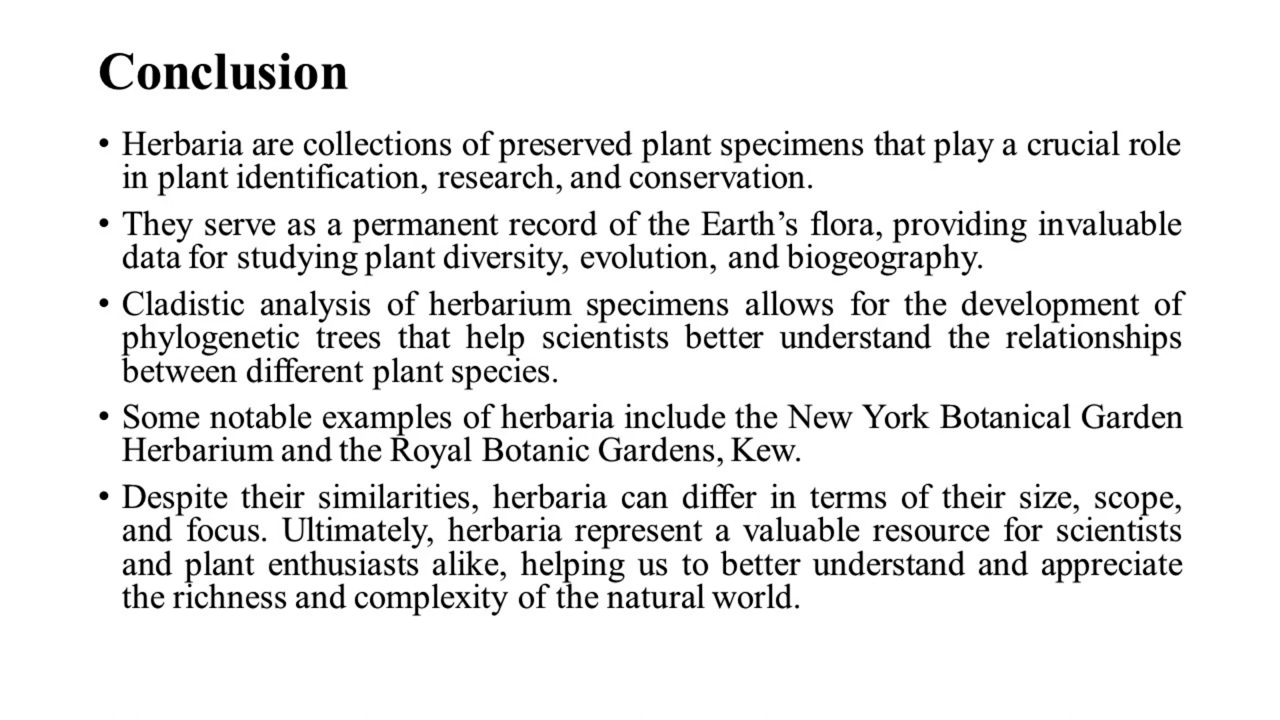 Conclusion
• Herbaria are collections of preserved plant specimens that play a crucial role
in plant identification, research, and conservation.
• They serve as a permanent record of the Earth’s flora, providing invaluable
data for studying plant diversity, evolution, and biogeography.
• Cladistic analysis of herbarium specimens allows for the development of
phylogenetic trees that help scientists better understand the relationships
between different plant species.
• Some notable examples of herbaria include the New York Botanical Garden
Herbarium and the Royal Botanic Gardens, Kew.
• Despite their similarities, herbaria can differ in terms of their size, scope,
and focus. Ultimately, herbaria represent a valuable resource for scientists
and plant enthusiasts alike, helping us to better understand and appreciate
the richness and complexity of the natural world.